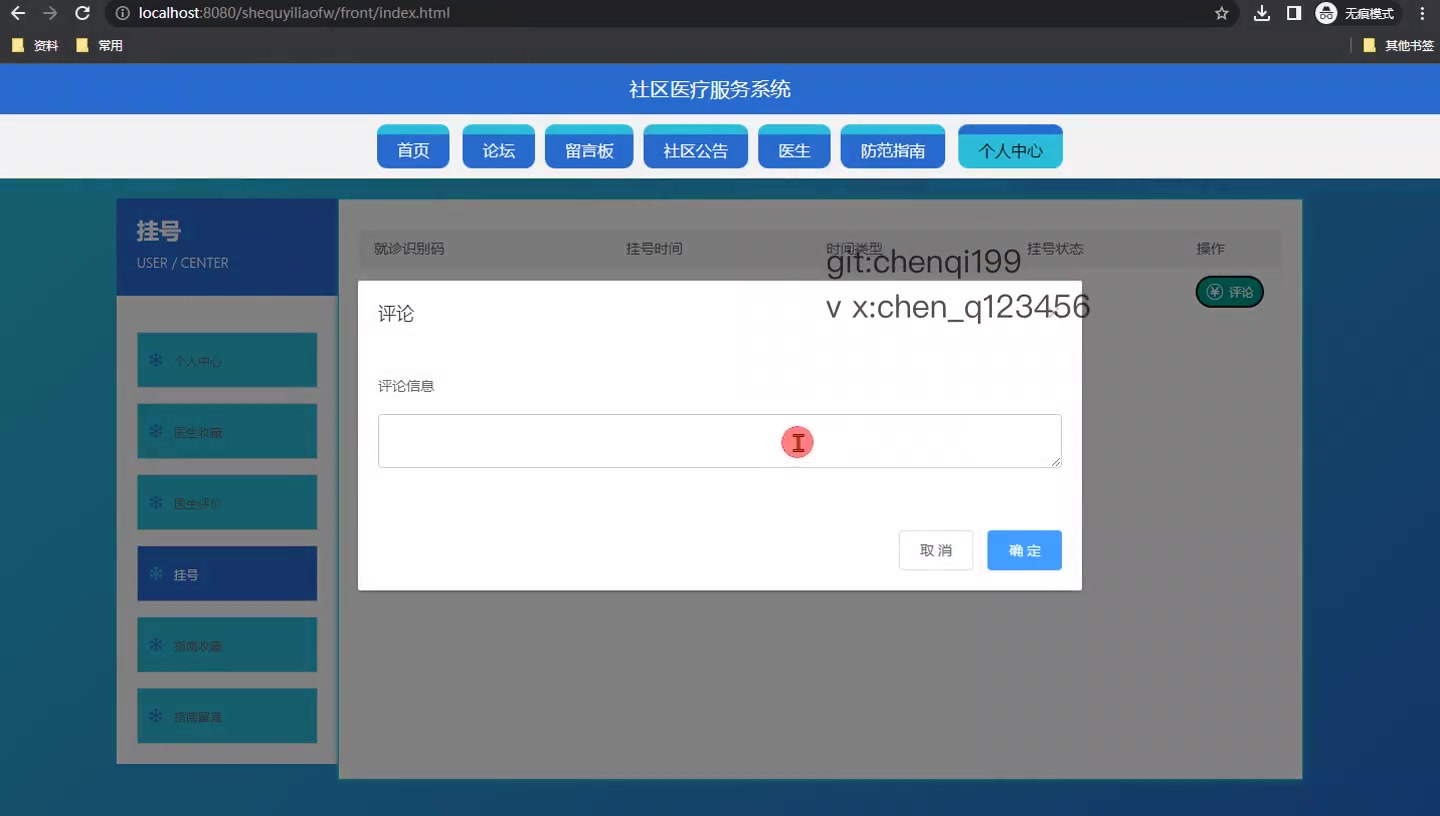 localhost:8080/shequyiliaofw/front/index.html
无痕模式
资料
常用
其他书签
社区医疗服务系统
首页
论坛
留言板
社区公告
医生
防范指南
个人中心
挂号
USER / CENTER
个人中心
医生收藏
医生评价
挂号
指南收藏
指南留言
就诊识别码
挂号时间
时间类型
挂号状态
操作
git:chenqi199
v x:chen_q123456
评论
评论
评论信息
取 消
确 定